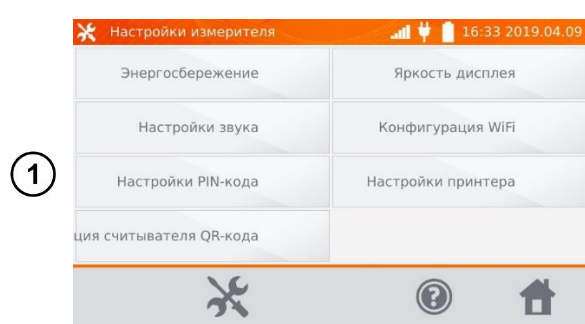 Настройки измерителя 16:33 2019.04.09
Энергосбережение Яркость дисплея
Настройки звука Конфигурация WiFi
1 Настройки PIN-кода Настройки принтера
ция считывателя QR-кода